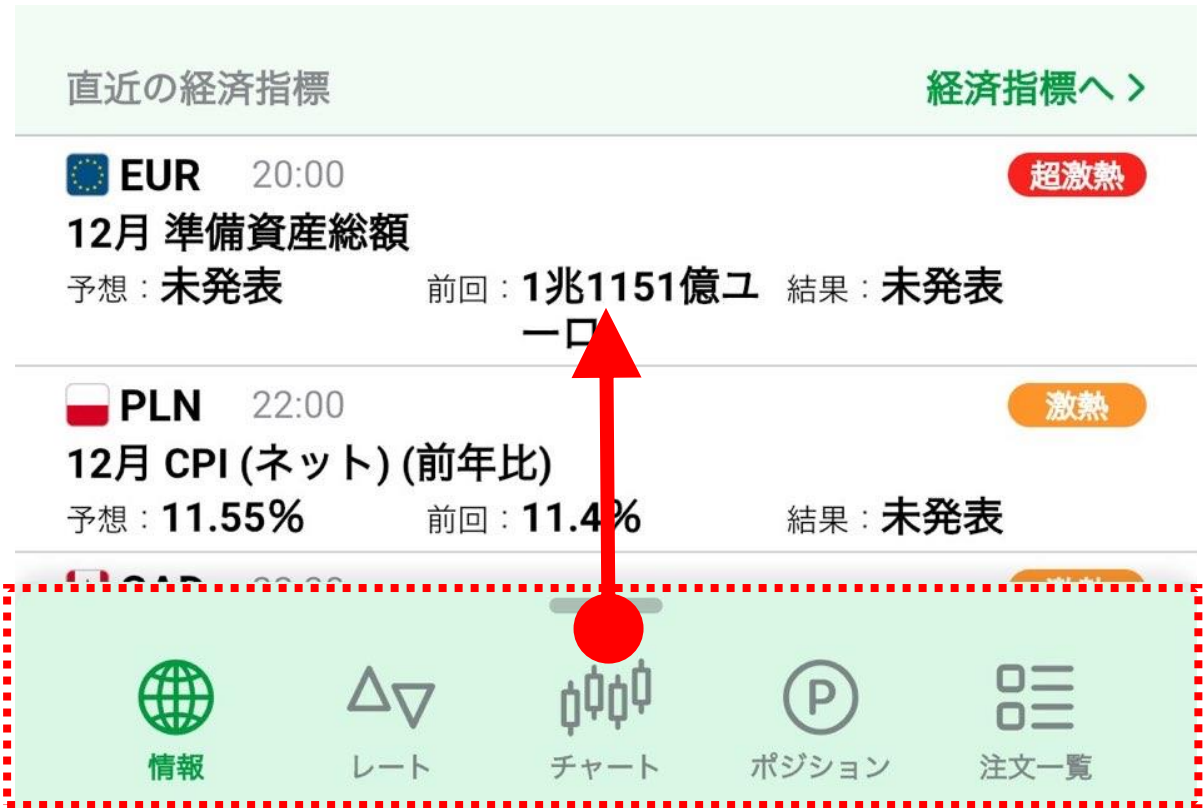 直近の経済指標 経済指標へ >
EUR 20:00 超激熱
12月 準備資産総額
予想：未発表 前回：1兆1151億ユ 結果：未発表
ーロ
PLN 22:00 激熱
12月 CPI (ネット) (前年比)
予想：11.55% 前回：11.4% 結果：未発表
情報 レート チャート ポジション 注文一覧